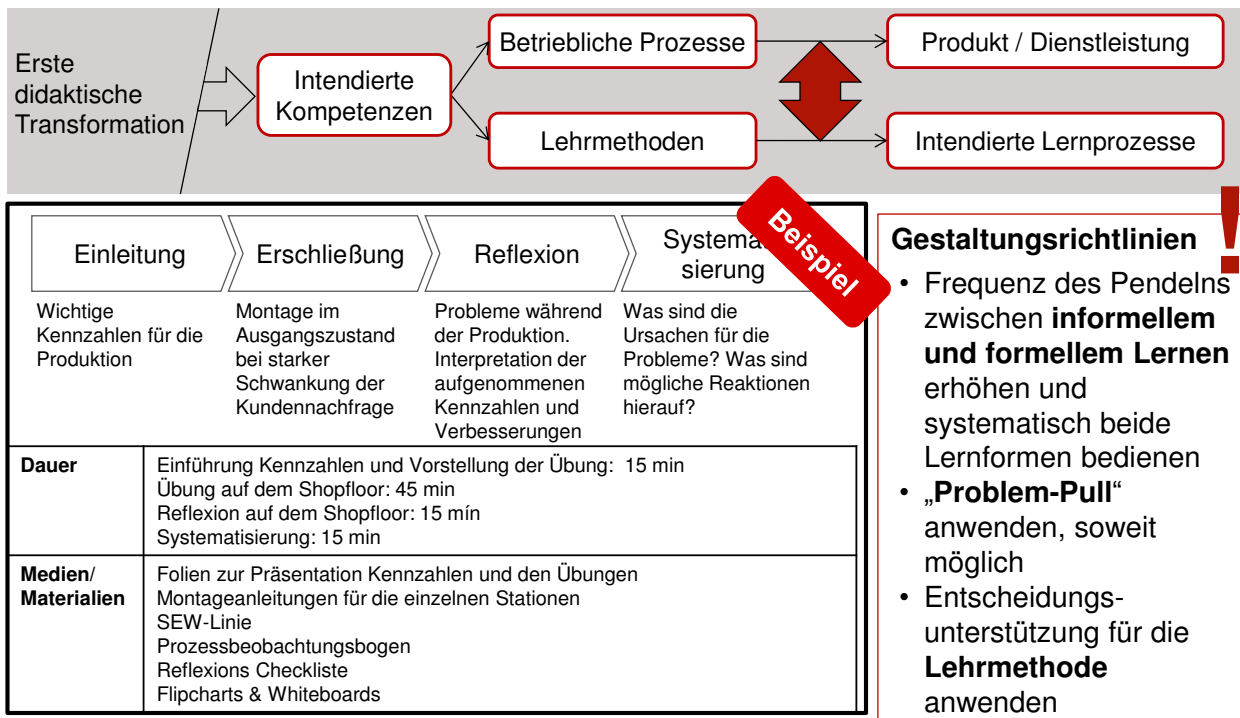 Erste
didaktische
Transformation
Intendierte
Kompetenzen
Betriebliche Prozesse
Produkt / Dienstleistung
Lehrmethoden
Intendierte Lernprozesse
Einleitung
Erschließung
Reflexion
Systema
sierung
Beispiel
Wichtige
Kennzahlen für die
Produktion
Montage im
Ausgangszustand
bei starker
Schwankung der
Kundennachfrage
Probleme während
der Produktion.
Interpretation der
aufgenommenen
Kennzahlen und
Verbesserungen
Was sind die
Ursachen für die
Probleme? Was sind
mögliche Reaktionen
hierauf?
Dauer
Einführung Kennzahlen und Vorstellung der Übung: 15 min
Übung auf dem Shopfloor: 45 min
Reflexion auf dem Shopfloor: 15 mín
Systematisierung: 15 min
Medien/
Materialien
Folien zur Präsentation Kennzahlen und den Übungen
Montageanleitungen für die einzelnen Stationen
SEW-Linie
Prozessbeobachtungsbogen
Reflexions Checkliste
Flipcharts & Whiteboards
!
Gestaltungsrichtlinien
• Frequenz des Pendelns
zwischen informellem
und formellem Lernen
erhöhen und
systematisch beide
Lernformen bedienen
• „Problem-Pull“
anwenden, soweit
möglich
• Entscheidungs-
unterstützung für die
Lehrmethode
anwenden